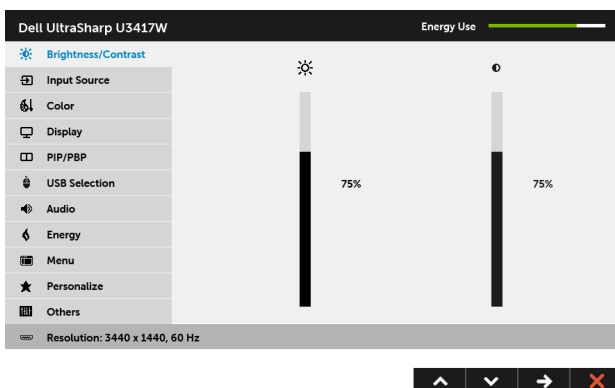 Dell UltraSharp U3417W
Energy Use
Brightness/Contrast
Input Source
Color
Display
PIP/PBP
USB Selection
Audio
Energy
Menu
Personalize
Others
75%
75%
Resolution: 3440 x 1440, 60 Hz